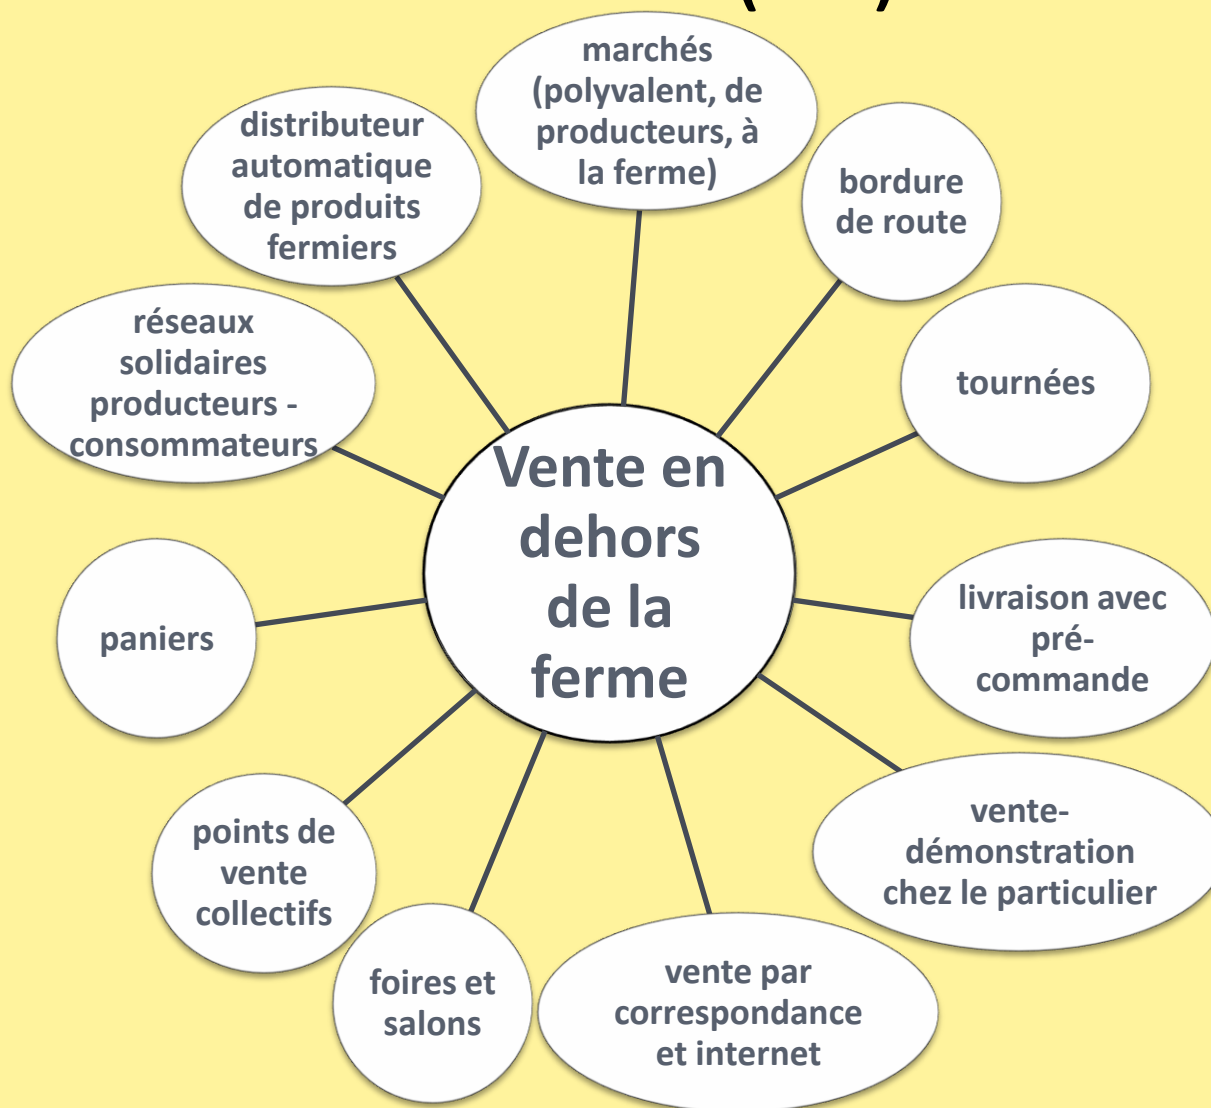 marchés
(polyvalent, de
producteurs, à
la ferme)
bordure
de route
tournées
livraison avec
pré-
commande
vente-
démonstration
chez le particulier
vente par
correspondance
et internet
foires et
salons
points de
vente
collectifs
paniers
réseaux
solidaires
producteurs -
consommateurs
distributeur
automatique
de produits
fermiers
Vente en
dehors
de la
ferme